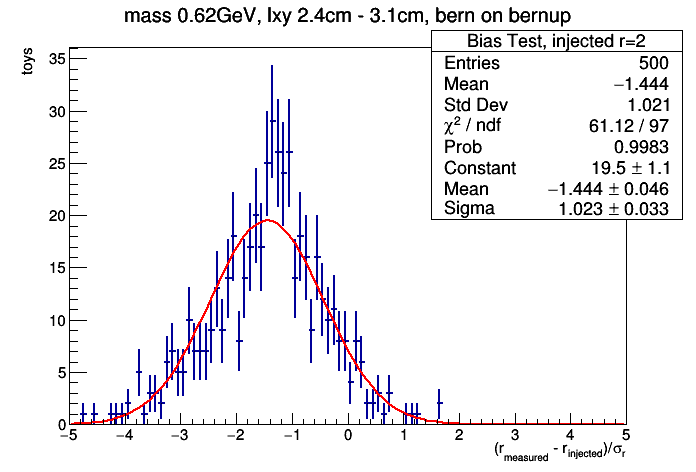 mass 0.62GeV, lxy 2.4cm - 3.1cm, bern on bernup
Bias Test, injected r=2
Entries 500
Mean −1.444
Std Dev 1.021
χ² / ndf 61.12 / 97
Prob 0.9983
Constant 19.5 ± 1.1
Mean −1.444 ± 0.046
Sigma 1.023 ± 0.033
toys
35
30
25
20
15
10
5
0
−5 −4 −3 −2 −1 0 1 2 3 4 5
(r_measured - r_injected)/σ_r